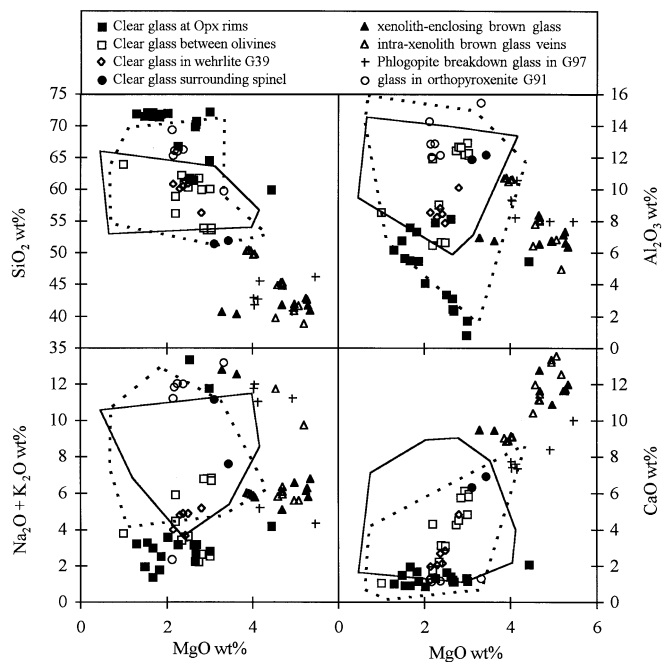 Clear glass at Opx rims
Clear glass between olivines
Clear glass in wehrlite G39
Clear glass surrounding spinel
xenolith-enclosing brown glass
intra-xenolith brown glass veins
Phlogopite breakdown glass in G97
glass in orthopyroxenite G91
75
70
65
60
55
50
45
40
35
SiO2 wt%
16
14
12
10
8
6
4
2
0
Al2O3 wt%
12
10
8
6
4
2
0
Na2O + K2O wt%
12
10
8
6
4
2
0
CaO wt%
0 2 4
0 2 4 6
MgO wt%
MgO wt%